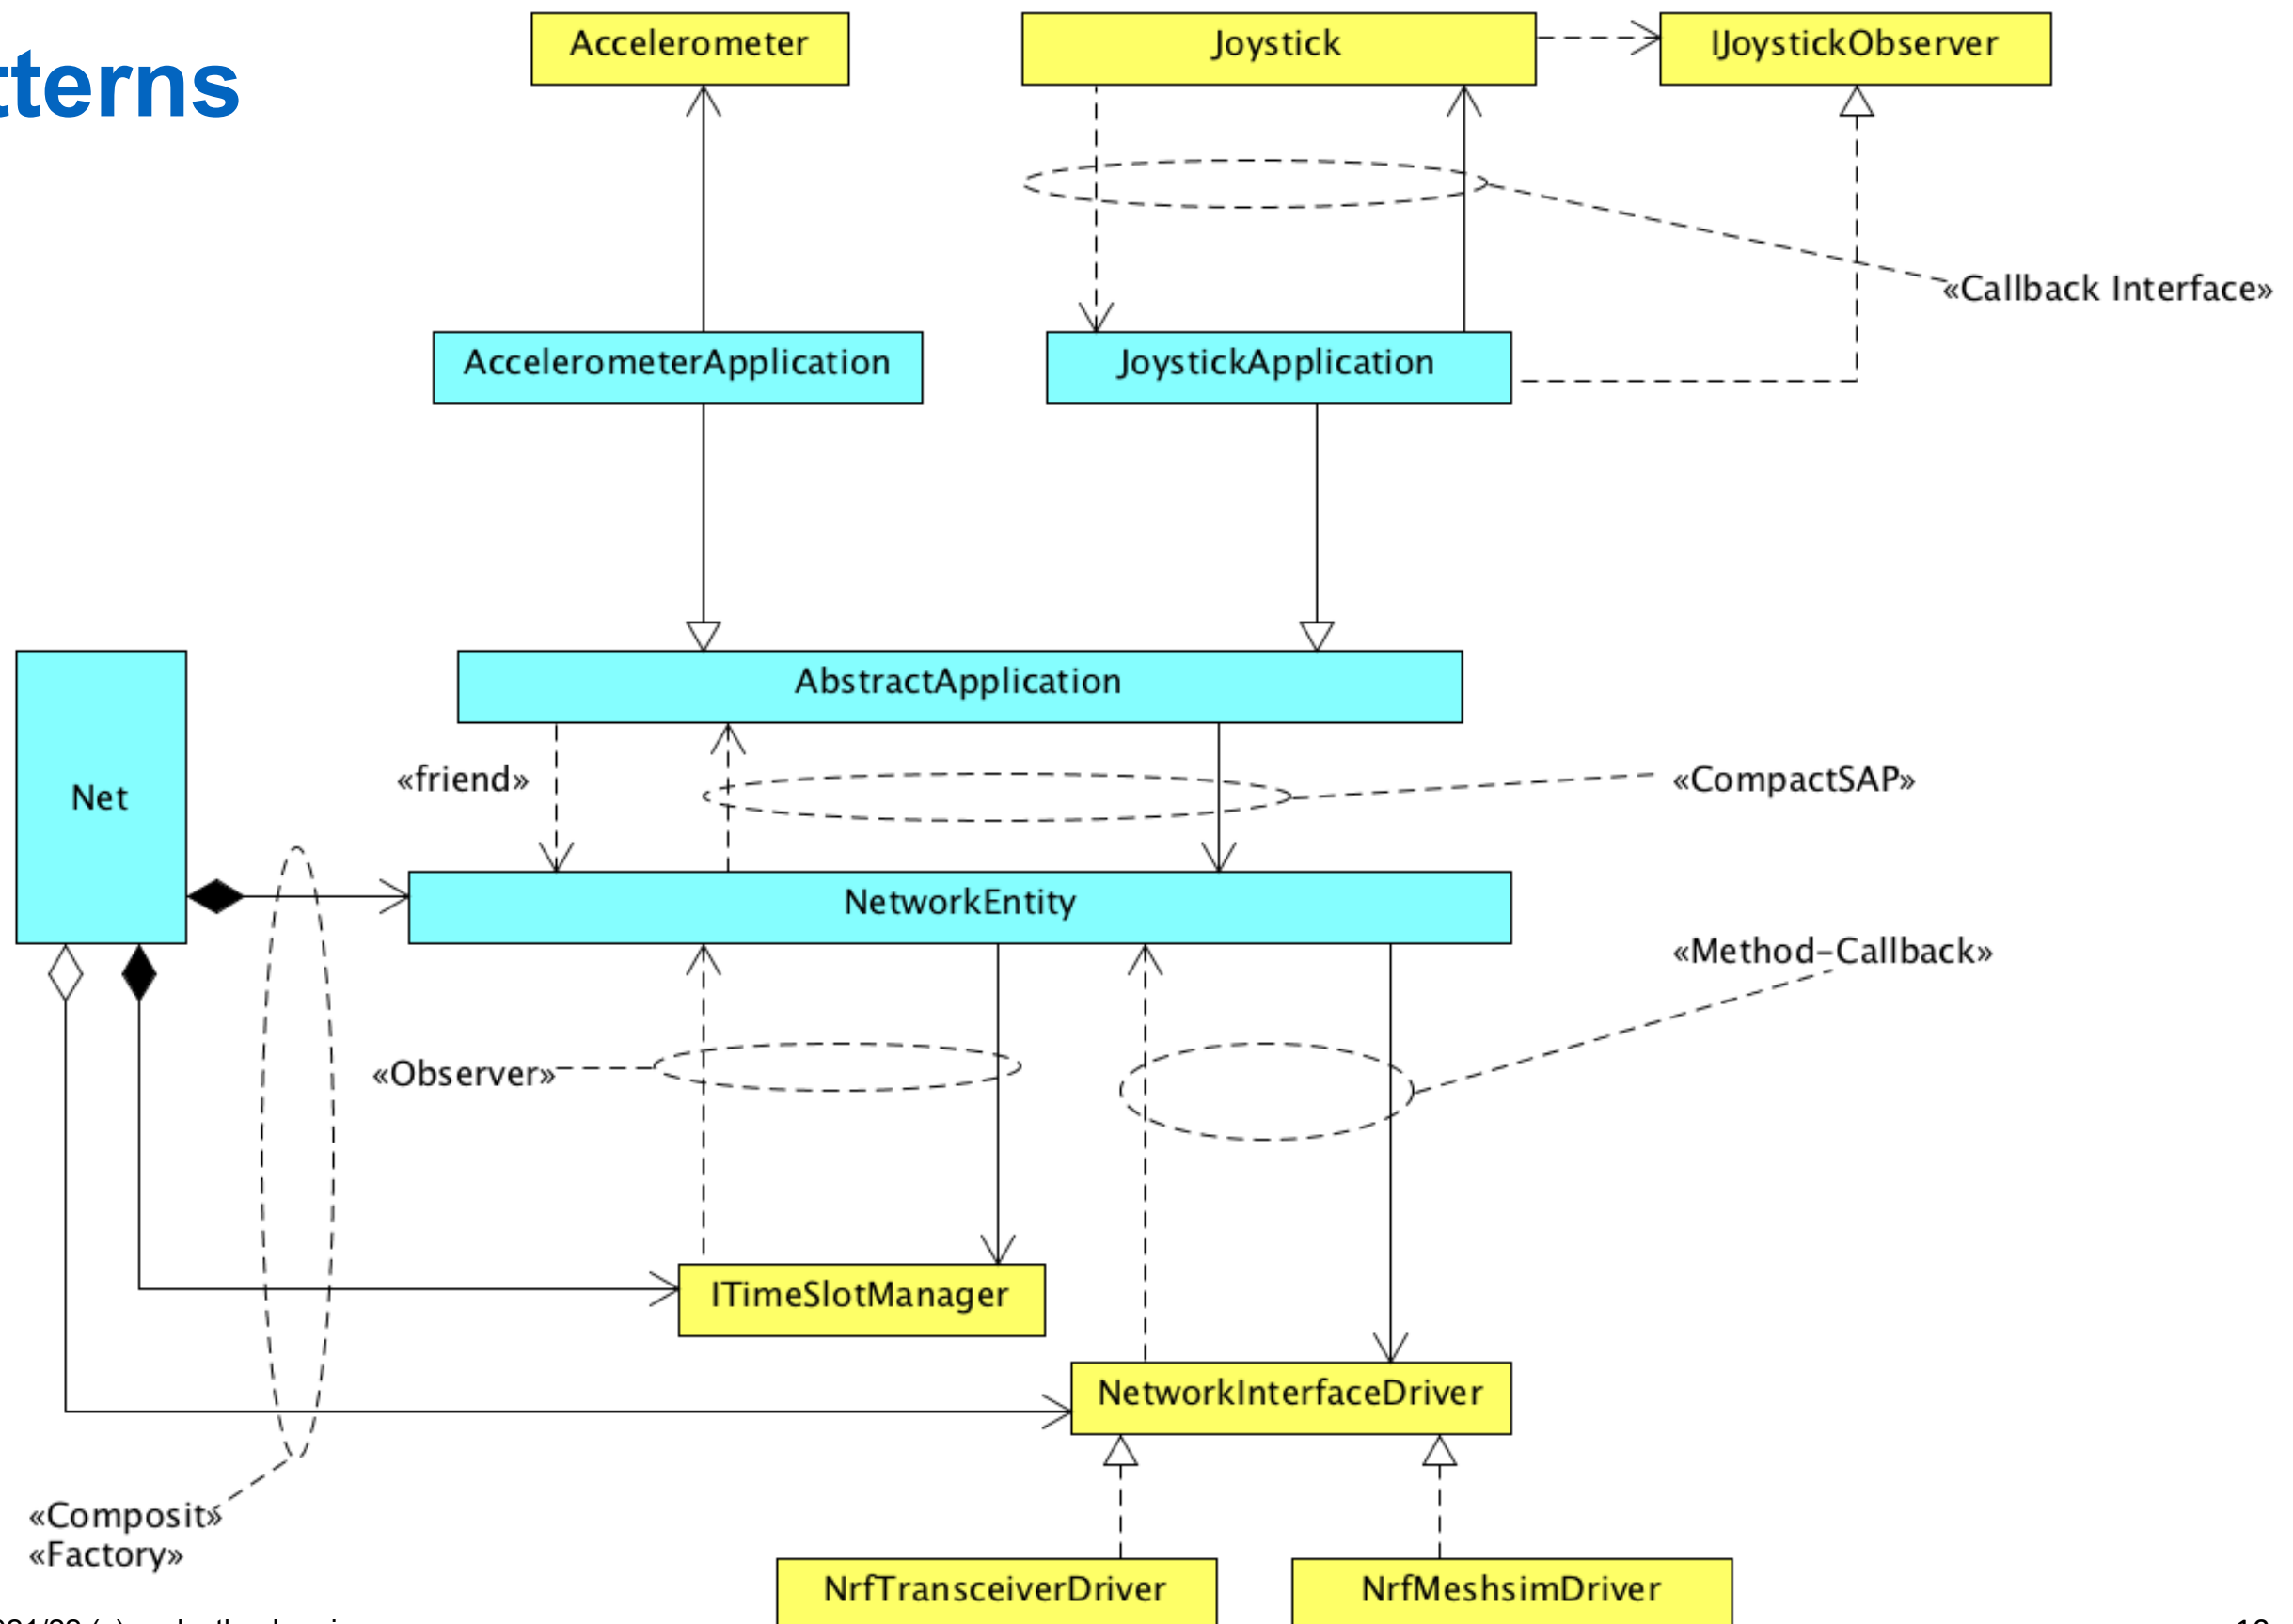 tterns
Accelerometer
Joystick
IJoystickObserver
«Callback Interface»
AccelerometerApplication
JoystickApplication
AbstractApplication
«friend»
«CompactSAP»
Net
NetworkEntity
«Method-Callback»
«Observer»
ITimeSlotManager
NetworkInterfaceDriver
«Composit»
«Factory»
NrfTransceiverDriver
NrfMeshsimDriver